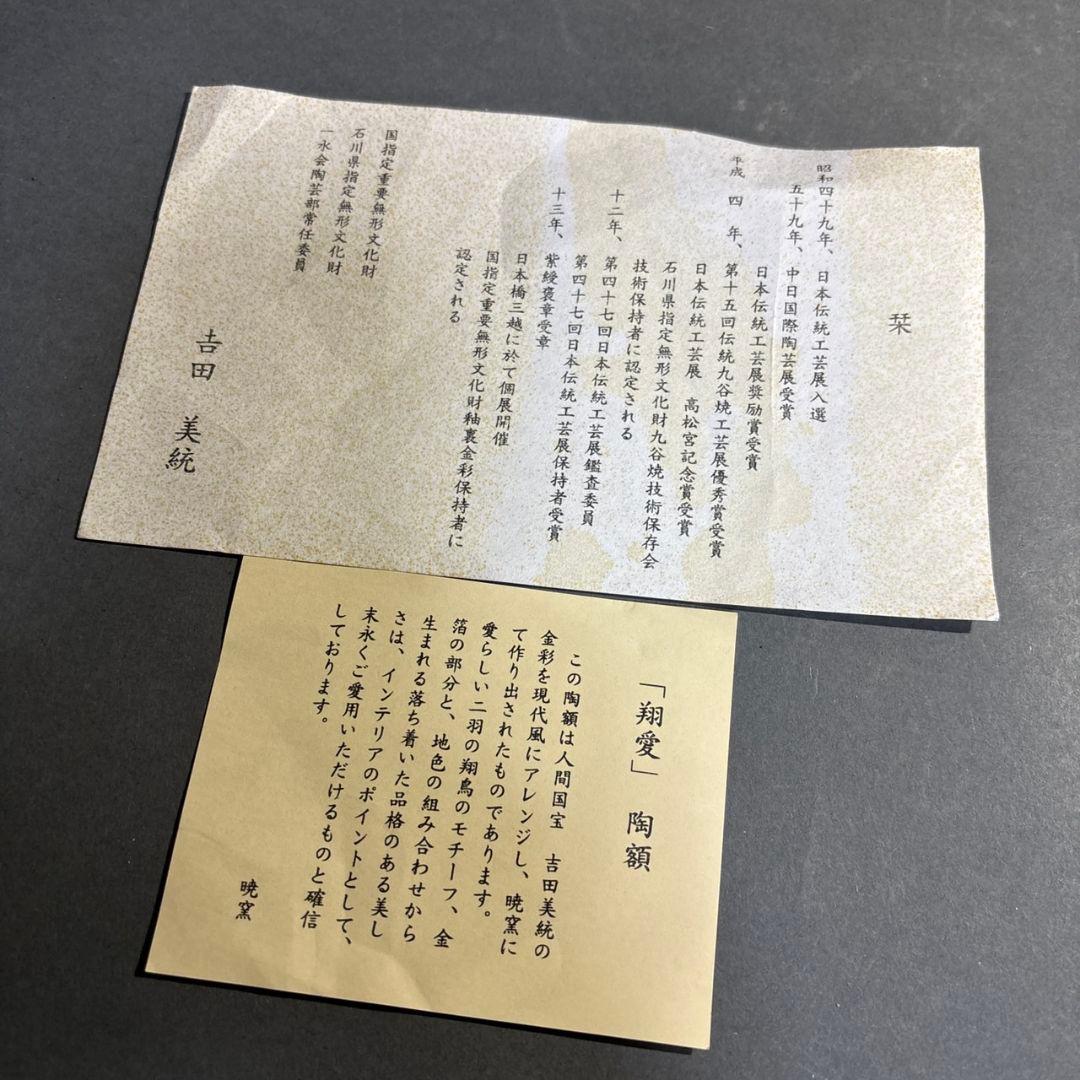 栞
昭和四十九年、日本伝統工芸展入選
五十九年、中日国際陶芸展受賞
日本伝統工芸展奨励賞受賞
平成 四 年、第十五回伝統九谷焼工芸展優秀賞受賞
日本伝統工芸展 高松宮記念賞受賞
石川県指定無形文化財九谷焼技術保存会
技術保持者に認定される
十二年、第四十七回日本伝統工芸展鑑査委員
第四十七回日本伝統工芸展保持者受賞
十三年、紫綬褒章受章
日本橋三越に於て個展開催
国指定重要無形文化財釉裏金彩保持者に
認定される
国指定重要無形文化財
石川県指定無形文化財
一水会陶芸部常任委員
吉田 美統
「翔愛」 陶額
この陶額は人間国宝 吉田美統の
金彩を現代風にアレンジし、暁窯に
て作り出されたものであります。
愛らしい二羽の翔鳥のモチーフ、金
箔の部分と、地色の組み合わせから
生まれる落ち着いた品格のある美し
さは、インテリアのポイントとして、
末永くご愛用いただけるものと確信
しております。
暁窯